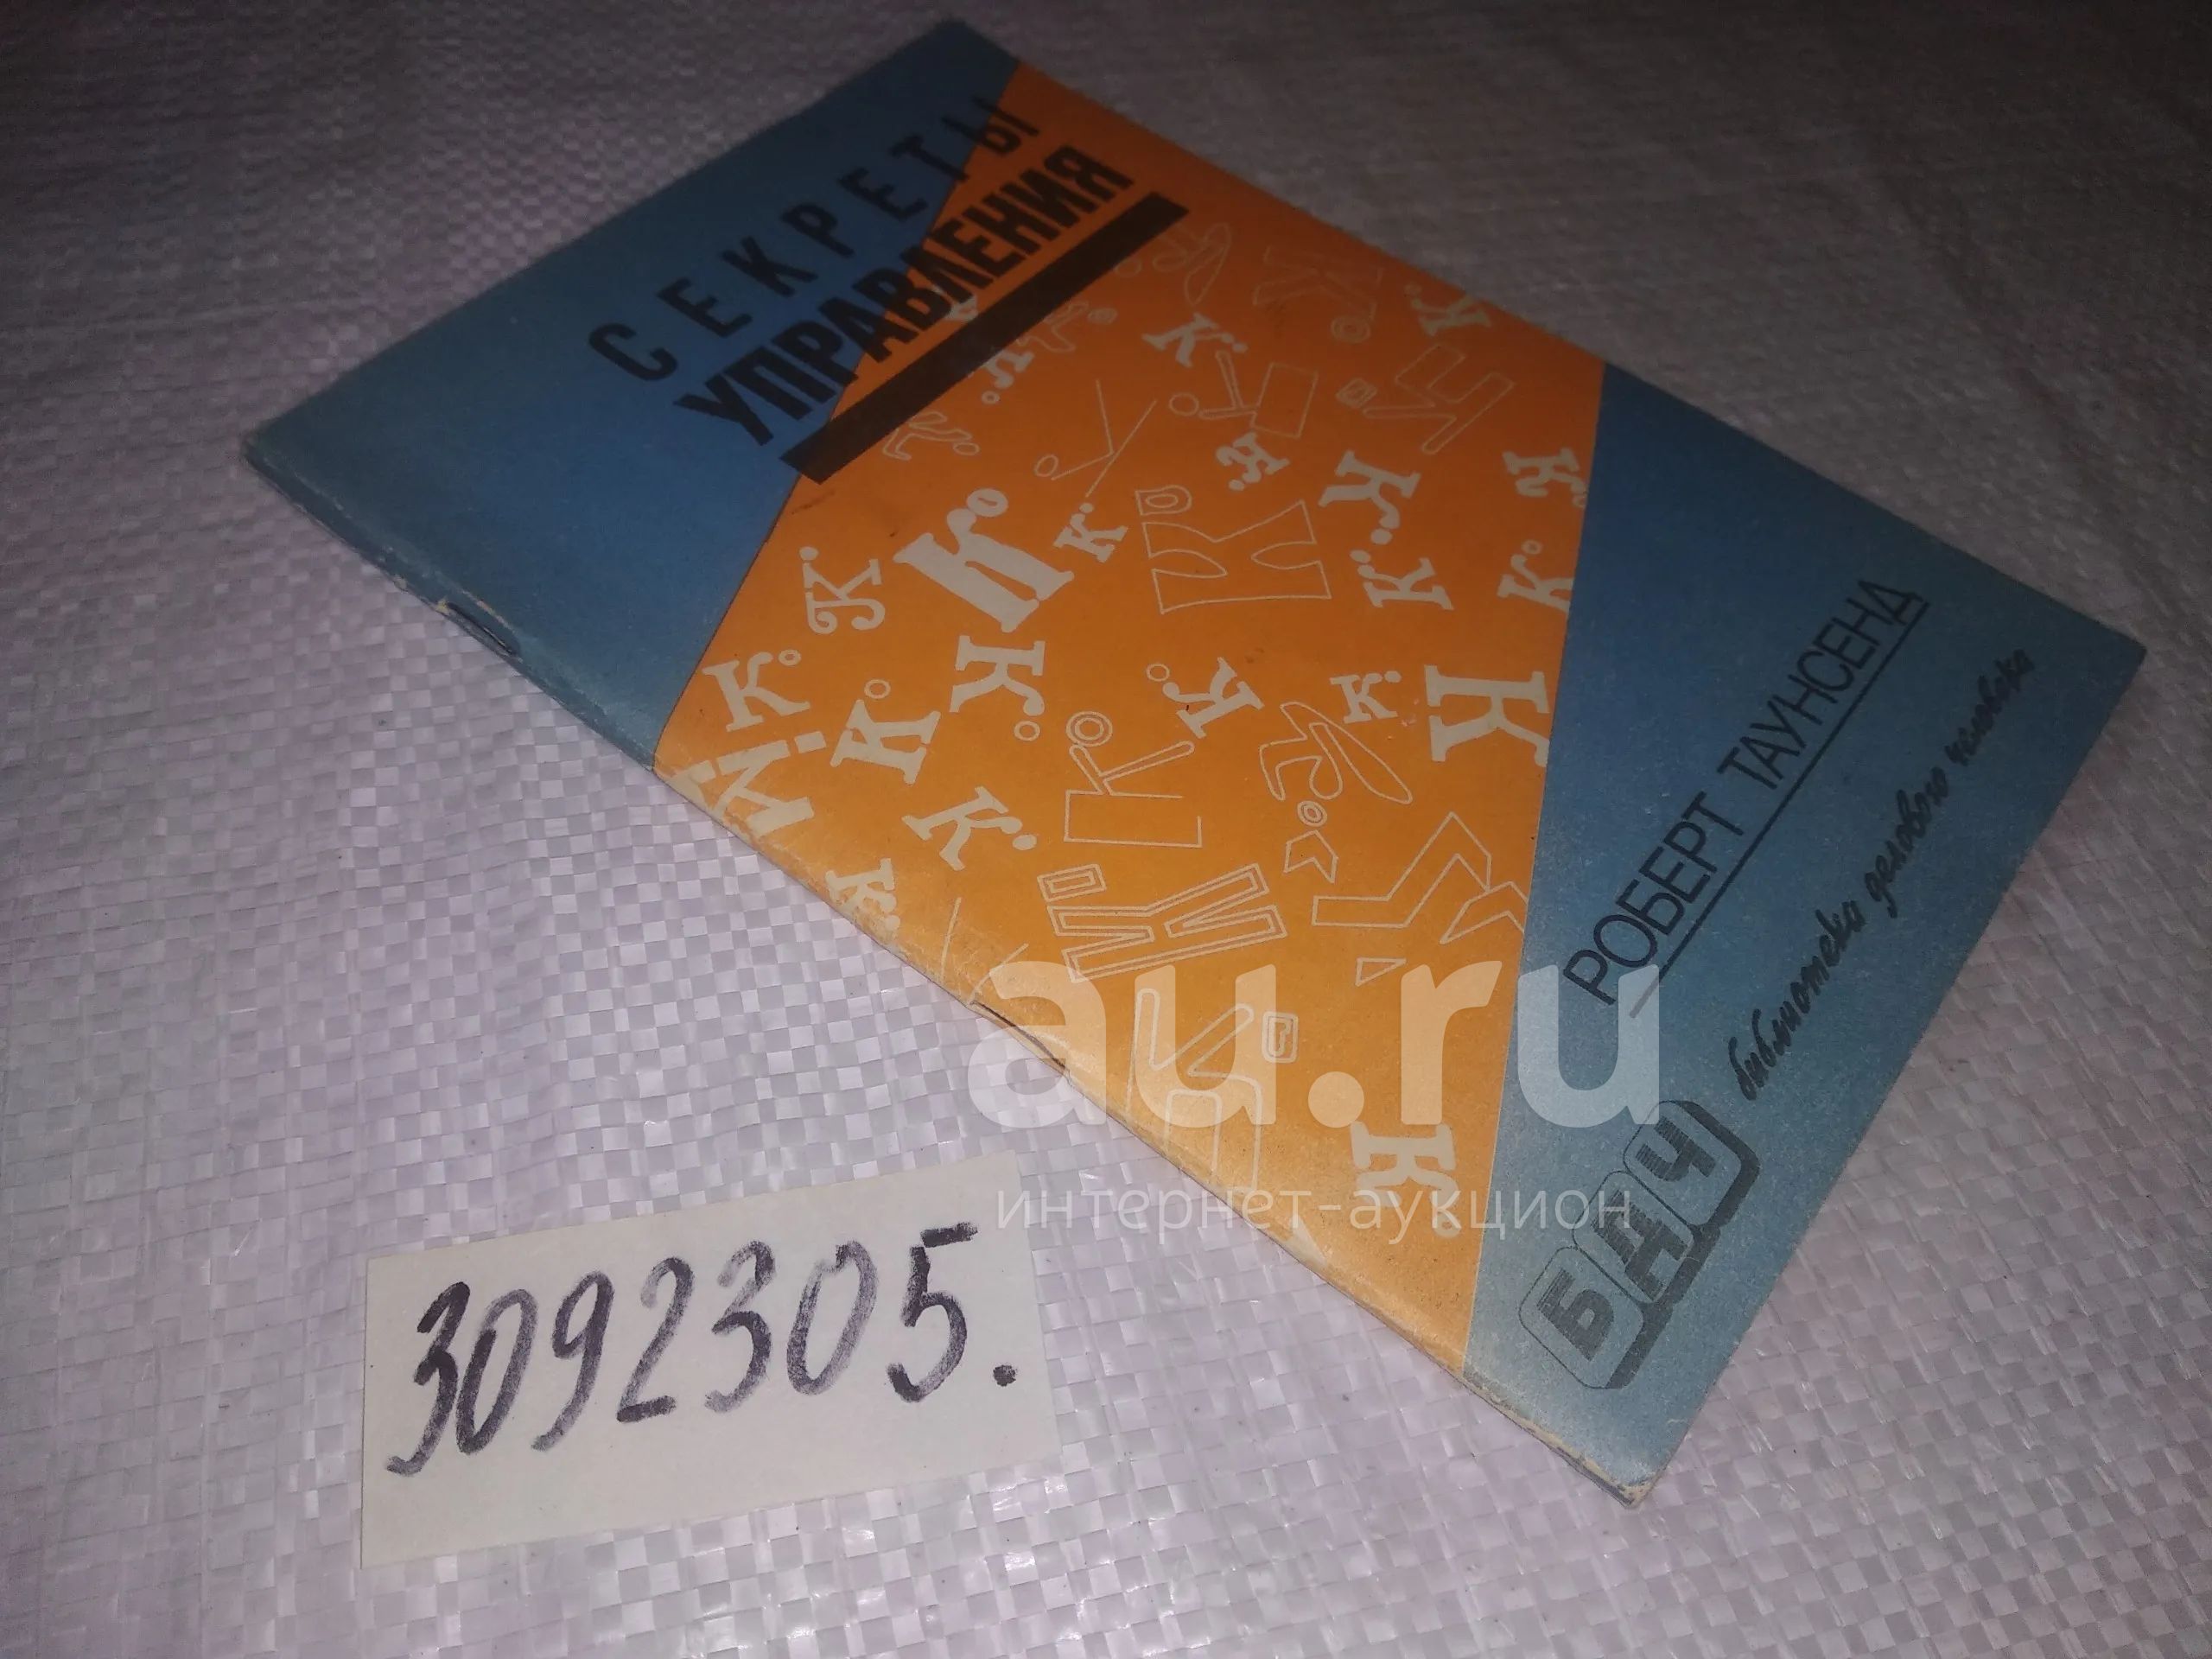 СЕКРЕТЫ
УПРАВЛЕНИЯ
РОБЕРТ ТАУНСЕНД
библиотека делового человека
БДЧ
au.ru
интернет-аукцион
3092305.